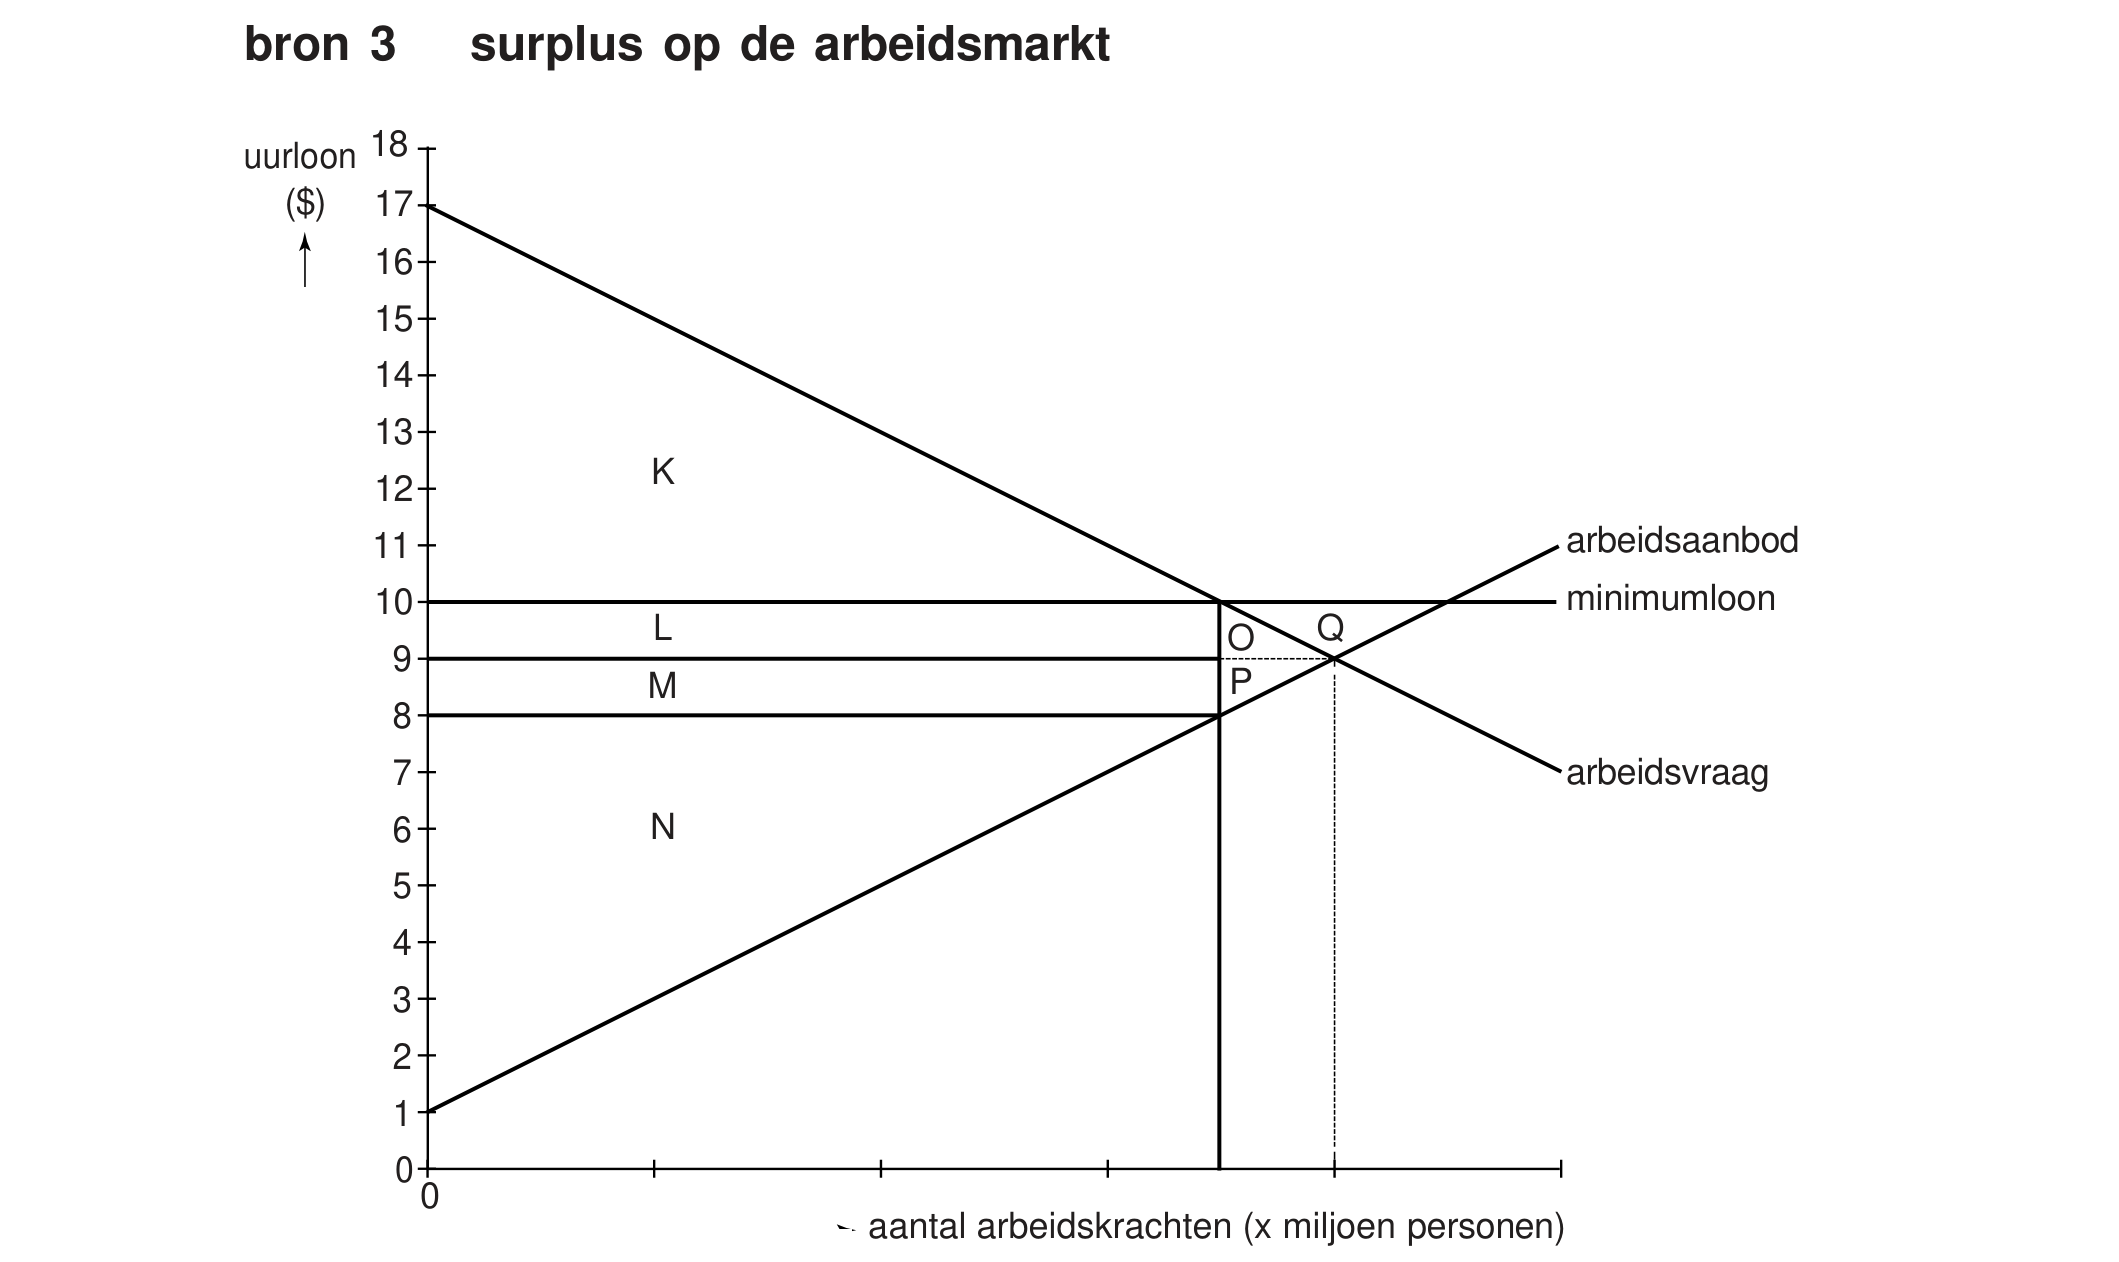 bron 3 surplus op de arbeidsmarkt
uurloon
($)
18
17
16
15
14
13
12
11
10
9
8
7
6
5
4
3
2
1
0
0
K
L
M
N
O
P
Q
arbeidsaanbod
minimumloon
arbeidsvraag
aantal arbeidskrachten (x miljoen personen)